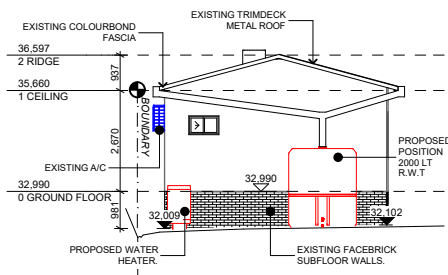 EXISTING COLOURBOND
FASCIA
EXISTING TRIMDECK
METAL ROOF
36,597
2 RIDGE
937
35,660
1 CEILING
BOUNDARY
2,670
EXISTING A/C
PROPOSED
POSITION
2000 LT
R.W.T
32,990
0 GROUND FLOOR
32,990
981
32,009
32,102
PROPOSED WATER
HEATER.
EXISTING FACEBRICK
SUBFLOOR WALLS.